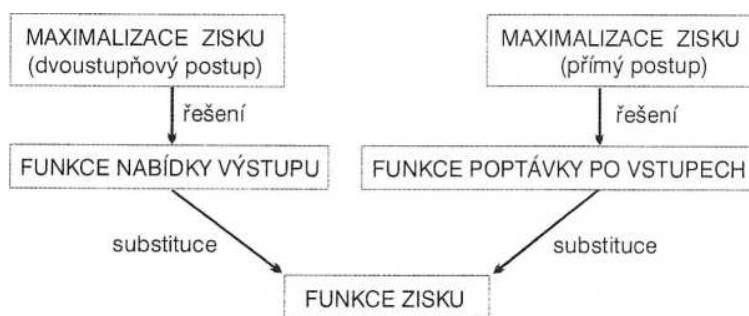 MAXIMALIZACE ZISKU
(dvoustupňový postup)
MAXIMALIZACE ZISKU
(přímý postup)
řešení
řešení
FUNKCE NABÍDKY VÝSTUPU
FUNKCE POPTÁVKY PO VSTUPECH
substituce
substituce
FUNKCE ZISKU